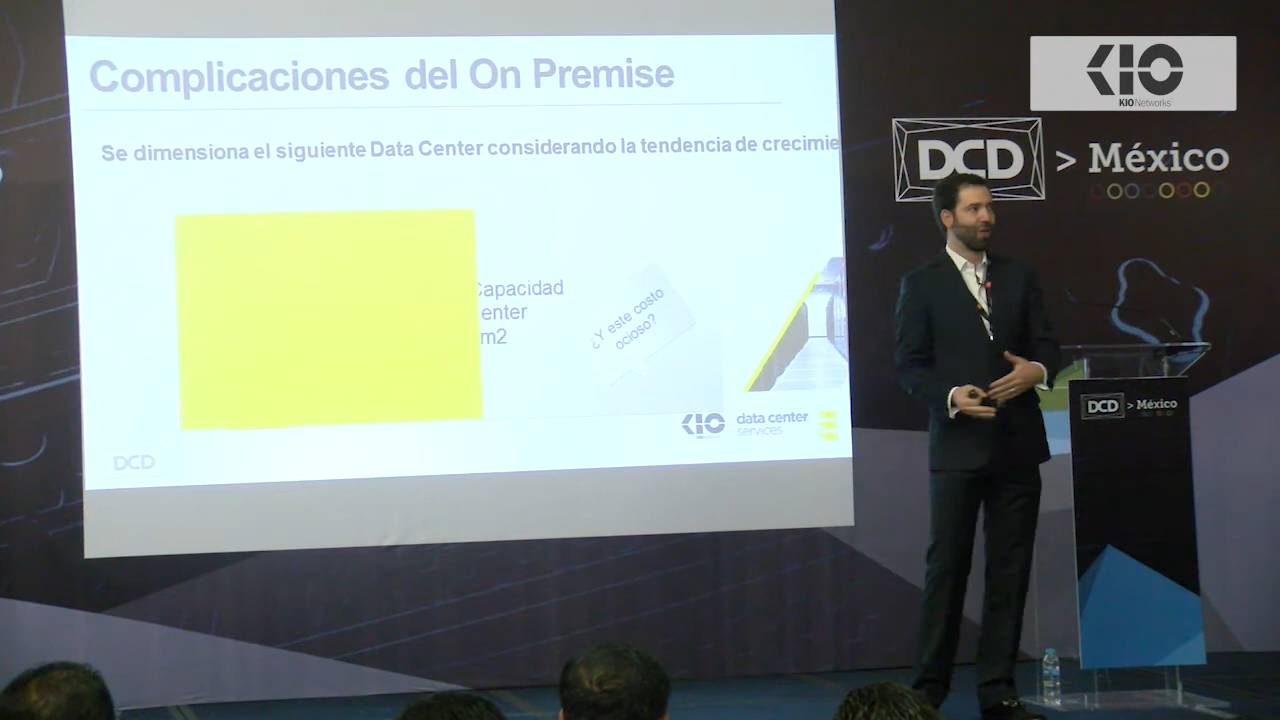 Complicaciones del On Premise
Se dimensiona el siguiente Data Center considerando la tendencia de crecimie
Capacidad
enter
m2
¿Y este costo
ocioso?
KIO
data center
services
DCD
KIO
KIO Networks
DCD > México
DCD > México